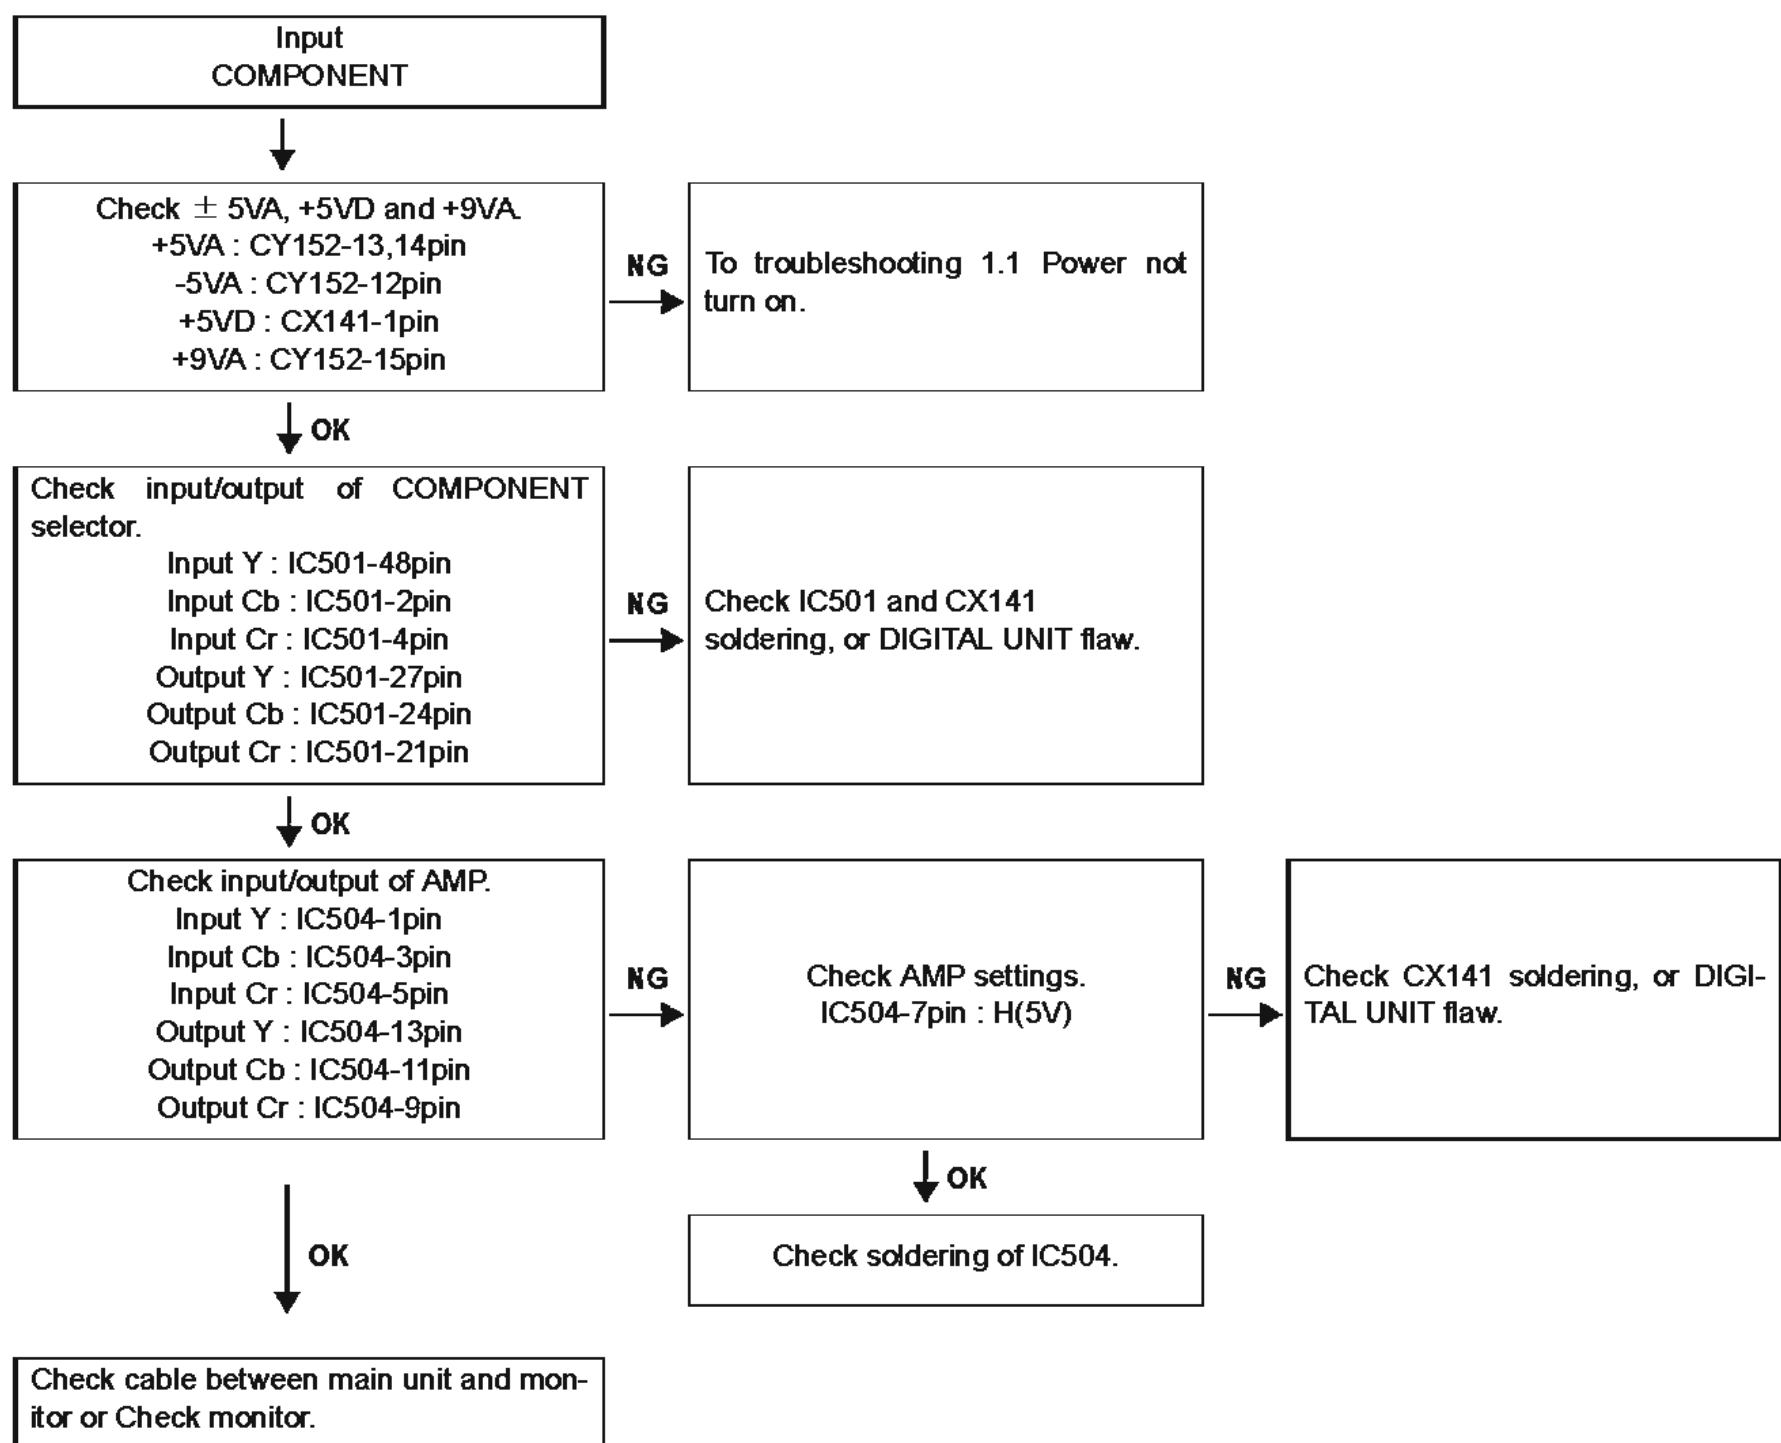 Input
COMPONENT
Check ± 5VA, +5VD and +9VA.
+5VA : CY152-13,14pin
-5VA : CY152-12pin
+5VD : CX141-1pin
+9VA : CY152-15pin
NG
To troubleshooting 1.1 Power not
turn on.
OK
Check input/output of COMPONENT
selector.
Input Y : IC501-48pin
Input Cb : IC501-2pin
Input Cr : IC501-4pin
Output Y : IC501-27pin
Output Cb : IC501-24pin
Output Cr : IC501-21pin
NG
Check IC501 and CX141
soldering, or DIGITAL UNIT flaw.
OK
Check input/output of AMP.
Input Y : IC504-1pin
Input Cb : IC504-3pin
Input Cr : IC504-5pin
Output Y : IC504-13pin
Output Cb : IC504-11pin
Output Cr : IC504-9pin
NG
Check AMP settings.
IC504-7pin : H(5V)
NG
Check CX141 soldering, or DIGI-
TAL UNIT flaw.
OK
Check soldering of IC504.
OK
Check cable between main unit and mon-
itor or Check monitor.